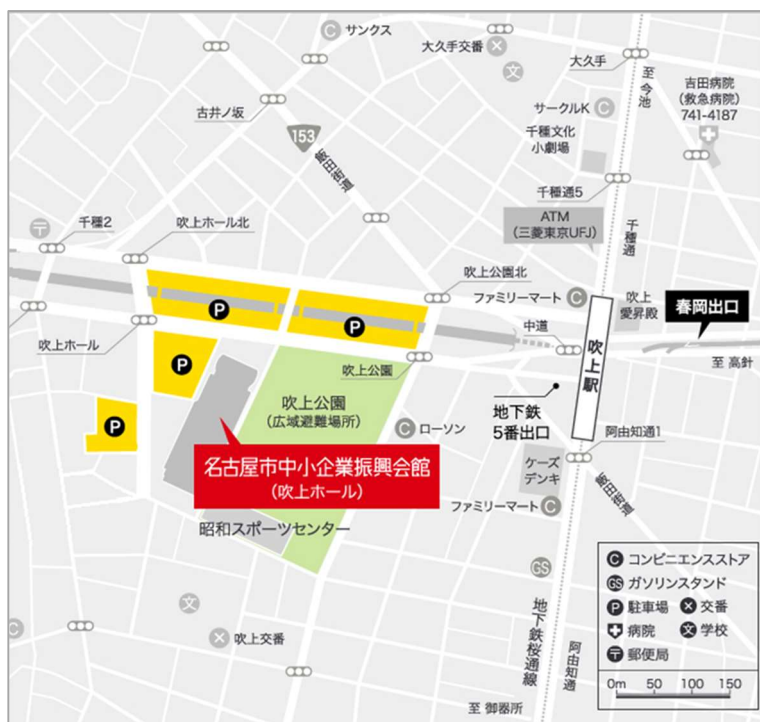 サンクス
大久手交番
大久手
至 今池
吉田病院
(救急病院)
741-4187
古井ノ坂
サークルK
千種文化
小劇場
153
飯田街道
千種通5
千種2
吹上ホール北
ATM
(三菱東京UFJ)
千種通
吹上公園北
ファミリーマート
吹上
愛昇殿
春岡出口
P
P
吹上ホール
中道
吹上駅
至 高針
P
吹上公園
吹上公園
(広域避難場所)
地下鉄
5番出口
P
ローソン
阿由知通1
名古屋市中小企業振興会館
(吹上ホール)
ケーズ
デンキ
飯田街道
ファミリーマート
昭和スポーツセンター
GS
吹上交番
地下鉄桜通線
阿由知通
至 御器所
C コンビニエンスストア
GS ガソリンスタンド
P 駐車場
交番
病院
文 学校
郵便局
0m 50 100 150